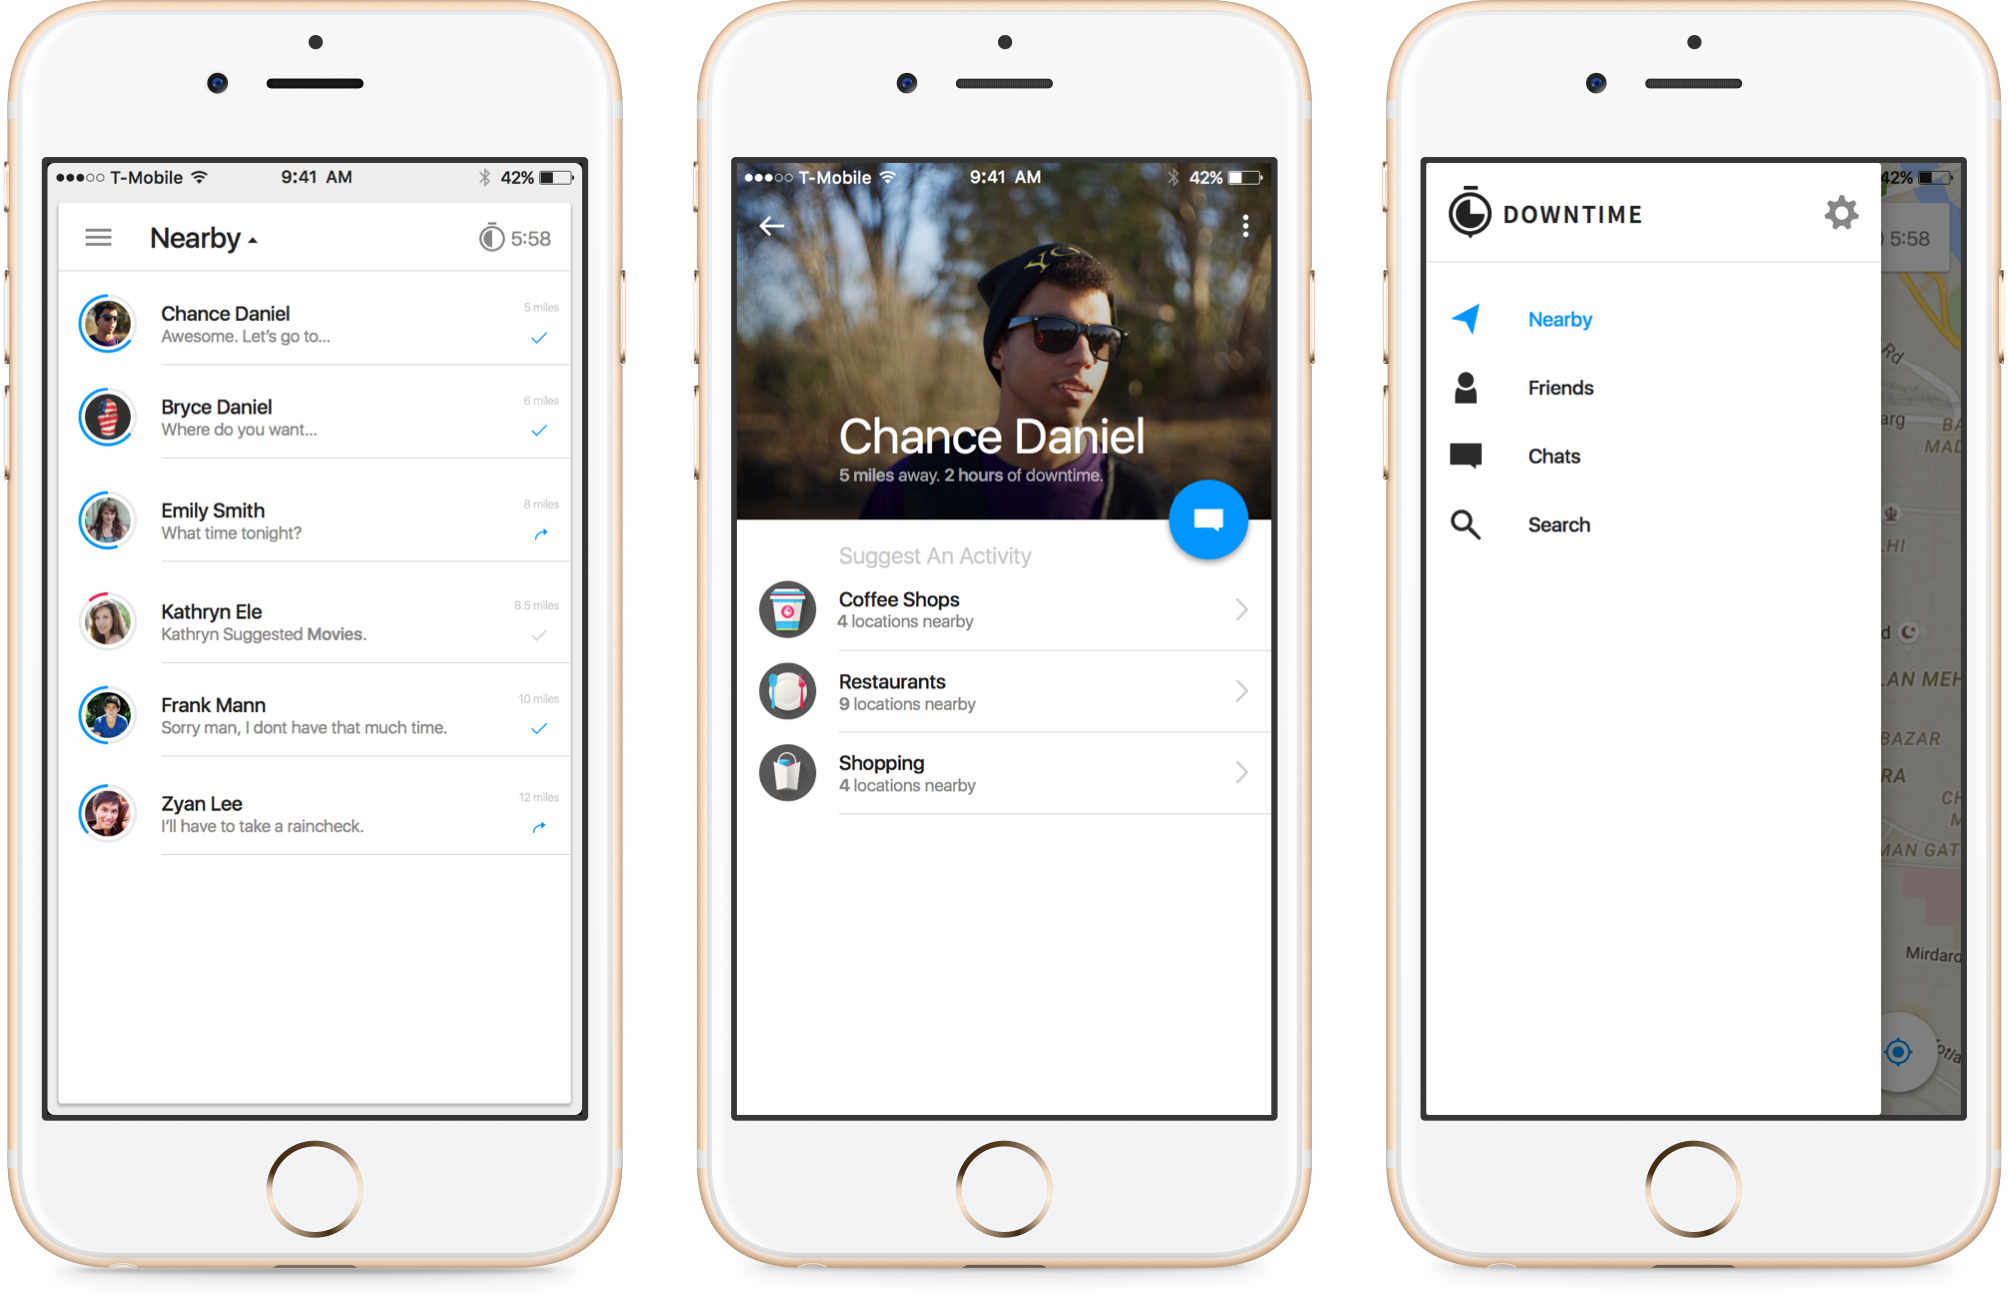 T-Mobile 9:41 AM 42%
Nearby 5:58
Chance Daniel 5 miles
Awesome. Let's go to...
Bryce Daniel 6 miles
Where do you want...
Emily Smith 8 miles
What time tonight?
Kathryn Ele 8.5 miles
Kathryn Suggested Movies.
Frank Mann 10 miles
Sorry man, I dont have that much time.
Zyan Lee 12 miles
I'll have to take a raincheck.
T-Mobile 9:41 AM 42%
Chance Daniel
5 miles away. 2 hours of downtime.
Suggest An Activity
Coffee Shops
4 locations nearby
Restaurants
9 locations nearby
Shopping
4 locations nearby
42%
DOWNTIME
5:58
Nearby
Friends
Chats
Search
Rd
arg
BA
MAD
LHI
d
LAN MEH
BAZAR
RA
CH
M
MAN GAT
Mirdard
otla